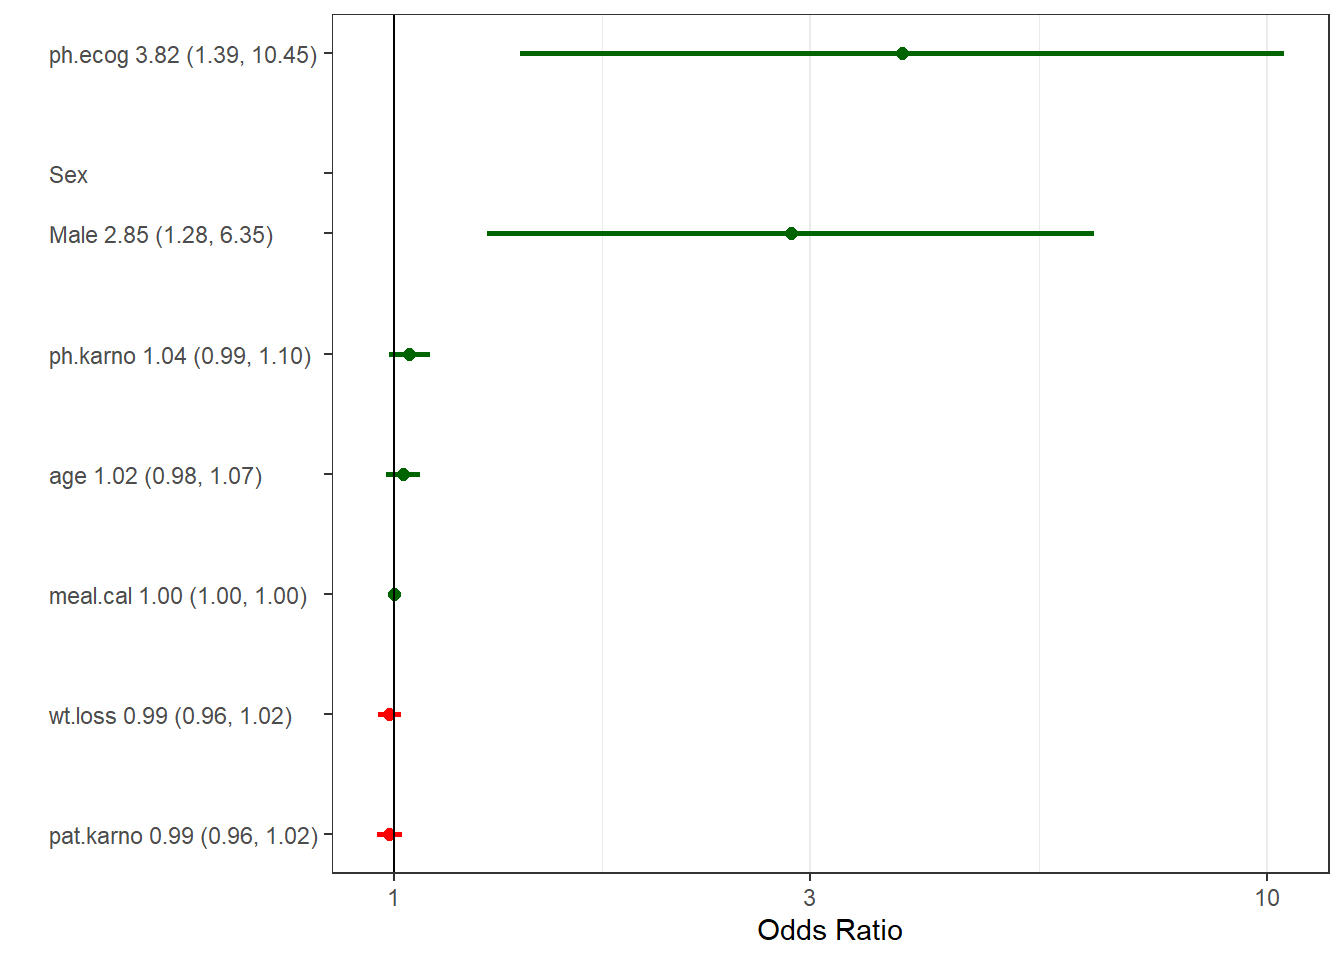 ph.ecog 3.82 (1.39, 10.45)
Sex
Male 2.85 (1.28, 6.35)
ph.karno 1.04 (0.99, 1.10)
age 1.02 (0.98, 1.07)
meal.cal 1.00 (1.00, 1.00)
wt.loss 0.99 (0.96, 1.02)
pat.karno 0.99 (0.96, 1.02)
1 3 10
Odds Ratio